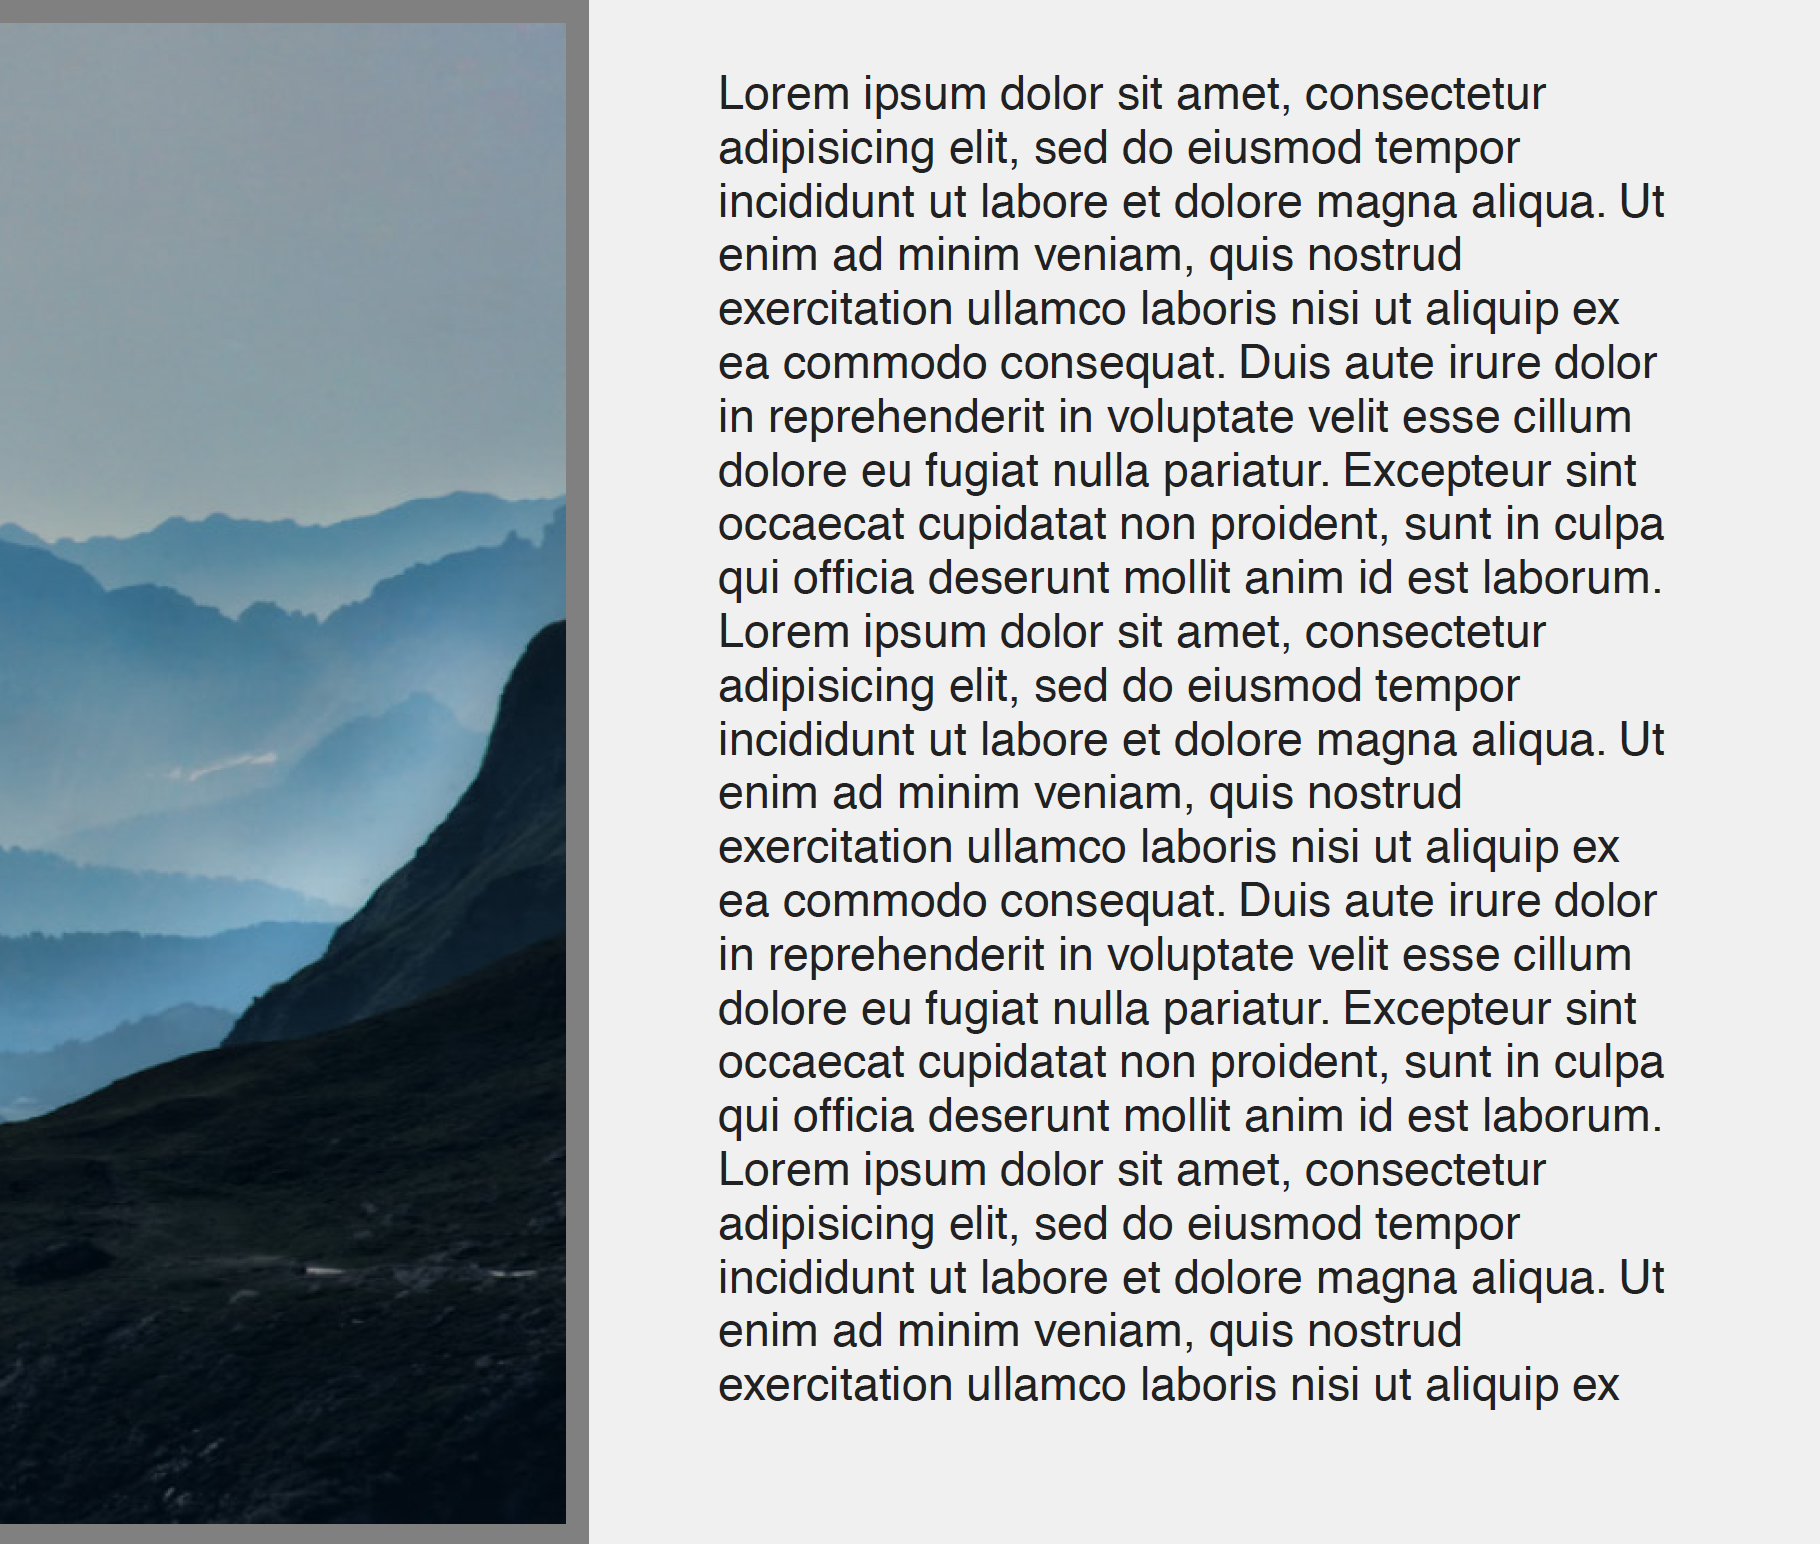 Lorem ipsum dolor sit amet, consectetur
adipisicing elit, sed do eiusmod tempor
incididunt ut labore et dolore magna aliqua. Ut
enim ad minim veniam, quis nostrud
exercitation ullamco laboris nisi ut aliquip ex
ea commodo consequat. Duis aute irure dolor
in reprehenderit in voluptate velit esse cillum
dolore eu fugiat nulla pariatur. Excepteur sint
occaecat cupidatat non proident, sunt in culpa
qui officia deserunt mollit anim id est laborum.
Lorem ipsum dolor sit amet, consectetur
adipisicing elit, sed do eiusmod tempor
incididunt ut labore et dolore magna aliqua. Ut
enim ad minim veniam, quis nostrud
exercitation ullamco laboris nisi ut aliquip ex
ea commodo consequat. Duis aute irure dolor
in reprehenderit in voluptate velit esse cillum
dolore eu fugiat nulla pariatur. Excepteur sint
occaecat cupidatat non proident, sunt in culpa
qui officia deserunt mollit anim id est laborum.
Lorem ipsum dolor sit amet, consectetur
adipisicing elit, sed do eiusmod tempor
incididunt ut labore et dolore magna aliqua. Ut
enim ad minim veniam, quis nostrud
exercitation ullamco laboris nisi ut aliquip ex